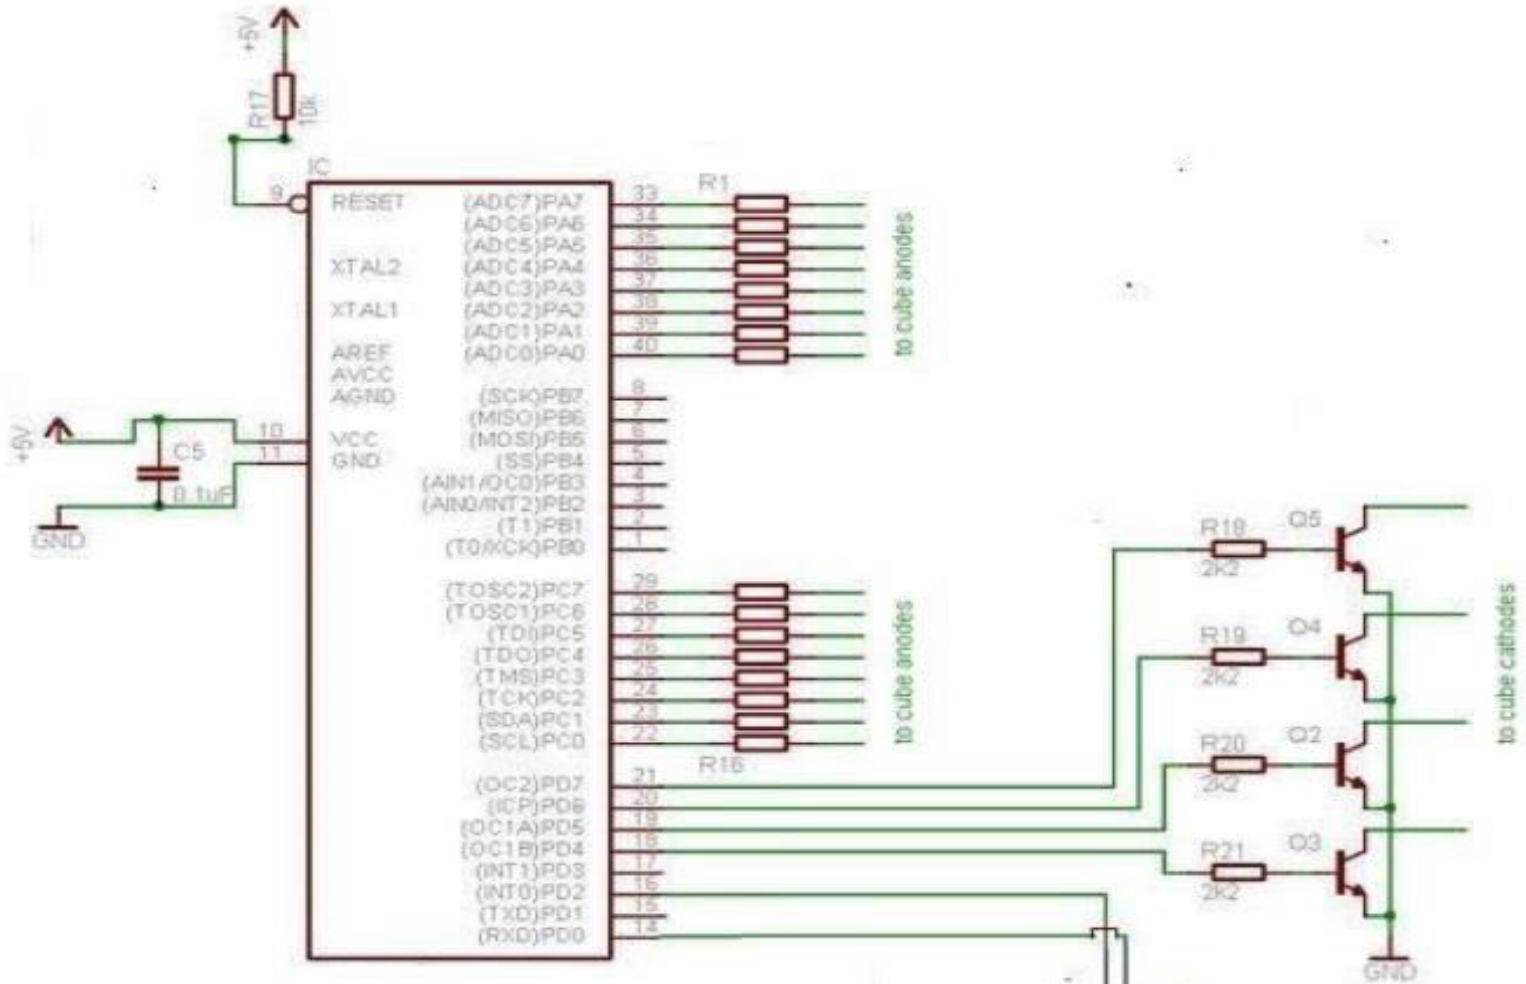 +5V
R17
10k
IC
9
RESET
XTAL2
XTAL1
AREF
AVCC
AGND
+5V
10
VCC
11
GND
C5
0.1uF
GND
(ADC7)PA7 33
(ADC6)PA6 34
(ADC5)PA5 35
(ADC4)PA4 36
(ADC3)PA3 37
(ADC2)PA2 38
(ADC1)PA1 39
(ADC0)PA0 40
R1
to cube anodes
(SCK)PB7 8
(MISO)PB6 7
(MOSI)PB5 6
(SS)PB4 5
(AIN1/OC0)PB3 4
(AIN0/INT2)PB2 3
(T1)PB1 2
(T0/XCK)PB0 1
(TOSC2)PC7 29
(TOSC1)PC6 28
(TDI)PC5 27
(TDO)PC4 26
(TMS)PC3 25
(TCK)PC2 24
(SDA)PC1 23
(SCL)PC0 22
to cube anodes
R16
(OC2)PD7 21
(ICP)PD6 20
(OC1A)PD5 19
(OC1B)PD4 18
(INT1)PD3 17
(INT0)PD2 16
(TXD)PD1 15
(RXD)PD0 14
R18
2k2
Q5
R19
2k2
Q4
R20
2k2
Q2
R21
2k2
Q3
to cube cathodes
GND